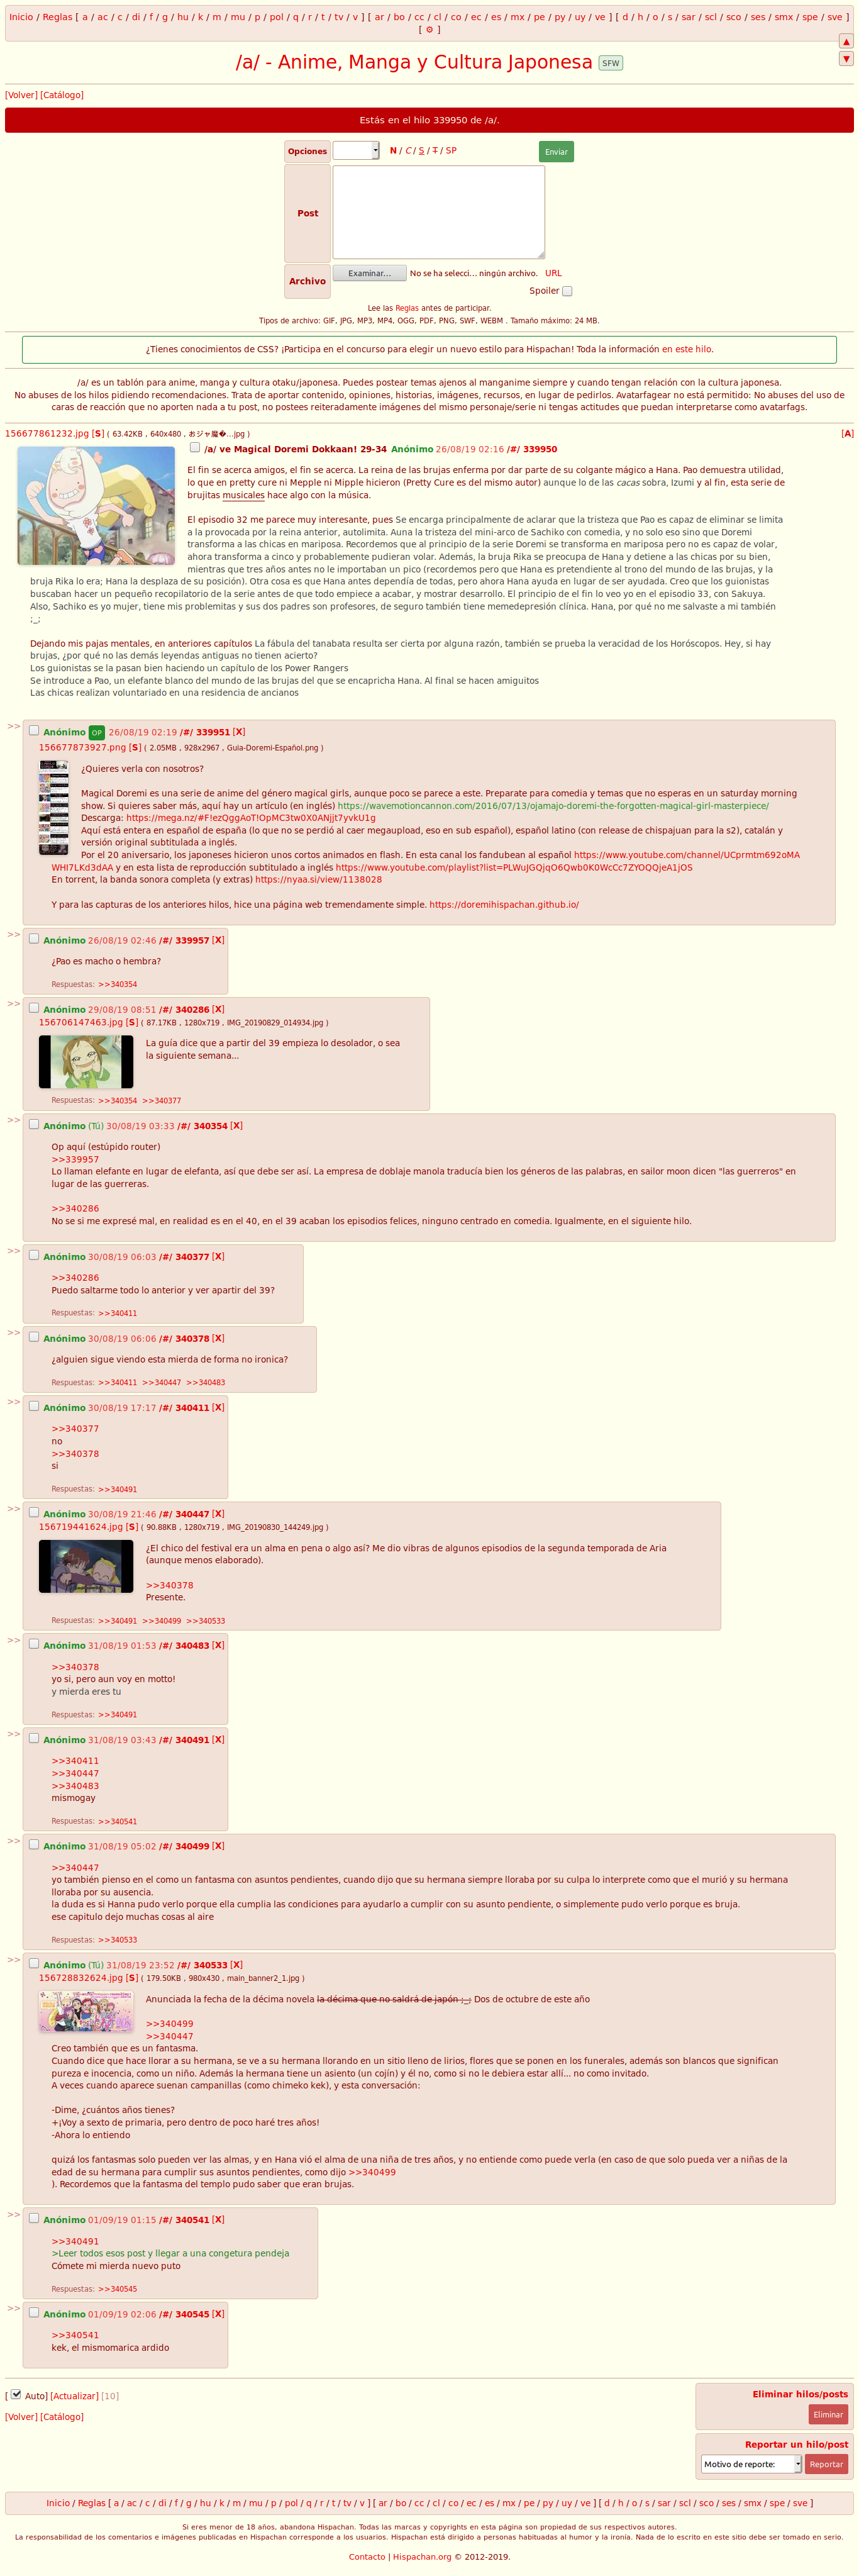 Inicio / Reglas [ a / ac / c / di / f / g / hu / k / m / mu / p / pol / q / r / t / tv / v ] [ ar / bo / cc / cl / co / ec / es / mx / pe / py / uy / ve ] [ d / h / o / s / sar / scl / sco / ses / smx / spe / sve ]
[ ⚙ ]
▲
▼
/a/ - Anime, Manga y Cultura Japonesa SFW
[Volver] [Catálogo]
Estás en el hilo 339950 de /a/.
Opciones N / C / S / T / SP Enviar
Post
Archivo Examinar... No se ha selecci... ningún archivo. URL
Spoiler
Lee las Reglas antes de participar.
Tipos de archivo: GIF, JPG, MP3, MP4, OGG, PDF, PNG, SWF, WEBM . Tamaño máximo: 24 MB.
¿Tienes conocimientos de CSS? ¡Participa en el concurso para elegir un nuevo estilo para Hispachan! Toda la información en este hilo.
/a/ es un tablón para anime, manga y cultura otaku/japonesa. Puedes postear temas ajenos al manganime siempre y cuando tengan relación con la cultura japonesa.
No abuses de los hilos pidiendo recomendaciones. Trata de aportar contenido, opiniones, historias, imágenes, recursos, en lugar de pedirlos. Avatarfagear no está permitido: No abuses del uso de
caras de reacción que no aporten nada a tu post, no postees reiteradamente imágenes del mismo personaje/serie ni tengas actitudes que puedan interpretarse como avatarfags.
156677861232.jpg [S] ( 63.42KB , 640x480 , おジャ魔�...jpg ) [A]
/a/ ve Magical Doremi Dokkaan! 29-34 Anónimo 26/08/19 02:16 /#/ 339950
El fin se acerca amigos, el fin se acerca. La reina de las brujas enferma por dar parte de su colgante mágico a Hana. Pao demuestra utilidad,
lo que en pretty cure ni Mepple ni Mipple hicieron (Pretty Cure es del mismo autor) aunque lo de las cacas sobra, Izumi y al fin, esta serie de
brujitas musicales hace algo con la música.
El episodio 32 me parece muy interesante, pues Se encarga principalmente de aclarar que la tristeza que Pao es capaz de eliminar se limita
a la provocada por la reina anterior, autolimita. Auna la tristeza del mini-arco de Sachiko con comedia, y no solo eso sino que Doremi
transforma a las chicas en mariposa. Recordemos que al principio de la serie Doremi se transforma en mariposa pero no es capaz de volar,
ahora transforma a cinco y probablemente pudieran volar. Además, la bruja Rika se preocupa de Hana y detiene a las chicas por su bien,
mientras que tres años antes no le importaban un pico (recordemos pero que Hana es pretendiente al trono del mundo de las brujas, y la
bruja Rika lo era; Hana la desplaza de su posición). Otra cosa es que Hana antes dependía de todas, pero ahora Hana ayuda en lugar de ser ayudada. Creo que los guionistas
buscaban hacer un pequeño recopilatorio de la serie antes de que todo empiece a acabar, y mostrar desarrollo. El principio de el fin lo veo yo en el episodio 33, con Sakuya.
Also, Sachiko es yo mujer, tiene mis problemitas y sus dos padres son profesores, de seguro también tiene memedepresión clínica. Hana, por qué no me salvaste a mi también
;_;
Dejando mis pajas mentales, en anteriores capítulos La fábula del tanabata resulta ser cierta por alguna razón, también se prueba la veracidad de los Horóscopos. Hey, si hay
brujas, ¿por qué no las demás leyendas antiguas no tienen acierto?
Los guionistas se la pasan bien haciendo un capítulo de los Power Rangers
Se introduce a Pao, un elefante blanco del mundo de las brujas del que se encapricha Hana. Al final se hacen amiguitos
Las chicas realizan voluntariado en una residencia de ancianos
>> Anónimo OP 26/08/19 02:19 /#/ 339951 [X]
156677873927.png [S] ( 2.05MB , 928x2967 , Guia-Doremi-Español.png )
¿Quieres verla con nosotros?
Magical Doremi es una serie de anime del género magical girls, aunque poco se parece a este. Preparate para comedia y temas que no esperas en un saturday morning
show. Si quieres saber más, aquí hay un artículo (en inglés) https://wavemotioncannon.com/2016/07/13/ojamajo-doremi-the-forgotten-magical-girl-masterpiece/
Descarga: https://mega.nz/#F!ezQggAoT!OpMC3tw0X0ANjjt7yvkU1g
Aquí está entera en español de españa (lo que no se perdió al caer megaupload, eso en sub español), español latino (con release de chispajuan para la s2), catalán y
versión original subtitulada a inglés.
Por el 20 aniversario, los japoneses hicieron unos cortos animados en flash. En esta canal los fandubean al español https://www.youtube.com/channel/UCprmtm692oMA
WHI7LKd3dAA y en esta lista de reproducción subtitulado a inglés https://www.youtube.com/playlist?list=PLWuJGQjqO6Qwb0K0WcCc7ZYOQQjeA1jOS
En torrent, la banda sonora completa (y extras) https://nyaa.si/view/1138028
Y para las capturas de los anteriores hilos, hice una página web tremendamente simple. https://doremihispachan.github.io/
>> Anónimo 26/08/19 02:46 /#/ 339957 [X]
¿Pao es macho o hembra?
Respuestas: >>340354
>> Anónimo 29/08/19 08:51 /#/ 340286 [X]
156706147463.jpg [S] ( 87.17KB , 1280x719 , IMG_20190829_014934.jpg )
La guía dice que a partir del 39 empieza lo desolador, o sea
la siguiente semana...
Respuestas: >>340354 >>340377
>> Anónimo (Tú) 30/08/19 03:33 /#/ 340354 [X]
Op aquí (estúpido router)
>>339957
Lo llaman elefante en lugar de elefanta, así que debe ser así. La empresa de doblaje manola traducía bien los géneros de las palabras, en sailor moon dicen "las guerreros" en
lugar de las guerreras.
>>340286
No se si me expresé mal, en realidad es en el 40, en el 39 acaban los episodios felices, ninguno centrado en comedia. Igualmente, en el siguiente hilo.
>> Anónimo 30/08/19 06:03 /#/ 340377 [X]
>>340286
Puedo saltarme todo lo anterior y ver apartir del 39?
Respuestas: >>340411
>> Anónimo 30/08/19 06:06 /#/ 340378 [X]
¿alguien sigue viendo esta mierda de forma no ironica?
Respuestas: >>340411 >>340447 >>340483
>> Anónimo 30/08/19 17:17 /#/ 340411 [X]
>>340377
no
>>340378
si
Respuestas: >>340491
>> Anónimo 30/08/19 21:46 /#/ 340447 [X]
156719441624.jpg [S] ( 90.88KB , 1280x719 , IMG_20190830_144249.jpg )
¿El chico del festival era un alma en pena o algo así? Me dio vibras de algunos episodios de la segunda temporada de Aria
(aunque menos elaborado).
>>340378
Presente.
Respuestas: >>340491 >>340499 >>340533
>> Anónimo 31/08/19 01:53 /#/ 340483 [X]
>>340378
yo si, pero aun voy en motto!
y mierda eres tu
Respuestas: >>340491
>> Anónimo 31/08/19 03:43 /#/ 340491 [X]
>>340411
>>340447
>>340483
mismogay
Respuestas: >>340541
>> Anónimo 31/08/19 05:02 /#/ 340499 [X]
>>340447
yo también pienso en el como un fantasma con asuntos pendientes, cuando dijo que su hermana siempre lloraba por su culpa lo interprete como que el murió y su hermana
lloraba por su ausencia.
la duda es si Hanna pudo verlo porque ella cumplia las condiciones para ayudarlo a cumplir con su asunto pendiente, o simplemente pudo verlo porque es bruja.
ese capitulo dejo muchas cosas al aire
Respuestas: >>340533
>> Anónimo (Tú) 31/08/19 23:52 /#/ 340533 [X]
156728832624.jpg [S] ( 179.50KB , 980x430 , main_banner2_1.jpg )
Anunciada la fecha de la décima novela la décima que no saldrá de japón ;_; Dos de octubre de este año
>>340499
>>340447
Creo también que es un fantasma.
Cuando dice que hace llorar a su hermana, se ve a su hermana llorando en un sitio lleno de lirios, flores que se ponen en los funerales, además son blancos que significan
pureza e inocencia, como un niño. Además la hermana tiene un asiento (un cojín) y él no, como si no le debiera estar allí... no como invitado.
A veces cuando aparece suenan campanillas (como chimeko kek), y esta conversación:
-Dime, ¿cuántos años tienes?
+¡Voy a sexto de primaria, pero dentro de poco haré tres años!
-Ahora lo entiendo
quizá los fantasmas solo pueden ver las almas, y en Hana vió el alma de una niña de tres años, y no entiende como puede verla (en caso de que solo pueda ver a niñas de la
edad de su hermana para cumplir sus asuntos pendientes, como dijo >>340499
). Recordemos que la fantasma del templo pudo saber que eran brujas.
>> Anónimo 01/09/19 01:15 /#/ 340541 [X]
>>340491
>Leer todos esos post y llegar a una congetura pendeja
Cómete mi mierda nuevo puto
Respuestas: >>340545
>> Anónimo 01/09/19 02:06 /#/ 340545 [X]
>>340541
kek, el mismomarica ardido
[ Auto] [Actualizar] [10]
[Volver] [Catálogo]
Eliminar hilos/posts
Eliminar
Reportar un hilo/post
Motivo de reporte: Reportar
Inicio / Reglas [ a / ac / c / di / f / g / hu / k / m / mu / p / pol / q / r / t / tv / v ] [ ar / bo / cc / cl / co / ec / es / mx / pe / py / uy / ve ] [ d / h / o / s / sar / scl / sco / ses / smx / spe / sve ]
Si eres menor de 18 años, abandona Hispachan. Todas las marcas y copyrights en esta página son propiedad de sus respectivos autores.
La responsabilidad de los comentarios e imágenes publicadas en Hispachan corresponde a los usuarios. Hispachan está dirigido a personas habituadas al humor y la ironía. Nada de lo escrito en este sitio debe ser tomado en serio.
Contacto | Hispachan.org © 2012-2019.